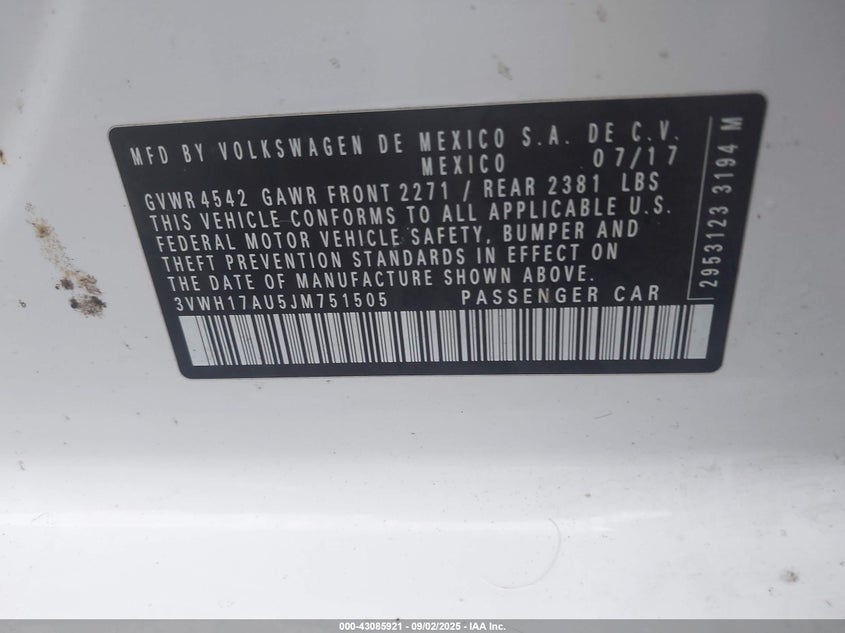 MFD BY VOLKSWAGEN DE MEXICO S.A. DE C.V.
MEXICO 07/17
GVWR 4542 GAWR FRONT 2271 / REAR 2381 LBS
THIS VEHICLE CONFORMS TO ALL APPLICABLE U.S.
FEDERAL MOTOR VEHICLE SAFETY, BUMPER AND
THEFT PREVENTION STANDARDS IN EFFECT ON
THE DATE OF MANUFACTURE SHOWN ABOVE.
3VWH17AU5JM751505 PASSENGER CAR
2953123 3194 M
000-43085921 - 09/02/2025 - IAA Inc.